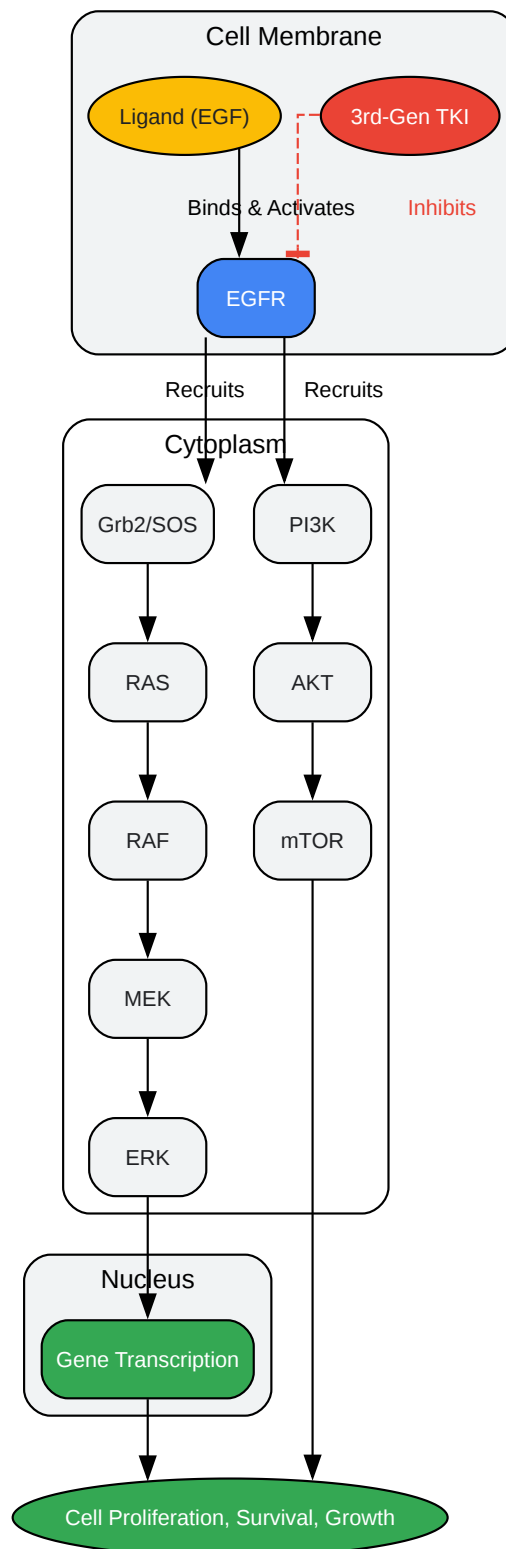 Cell Membrane
Ligand (EGF)
3rd-Gen TKI
Binds & Activates
Inhibits
EGFR
Recruits
Recruits
Cytoplasm
Grb2/SOS
PI3K
RAS
AKT
RAF
mTOR
MEK
ERK
Nucleus
Gene Transcription
Cell Proliferation, Survival, Growth